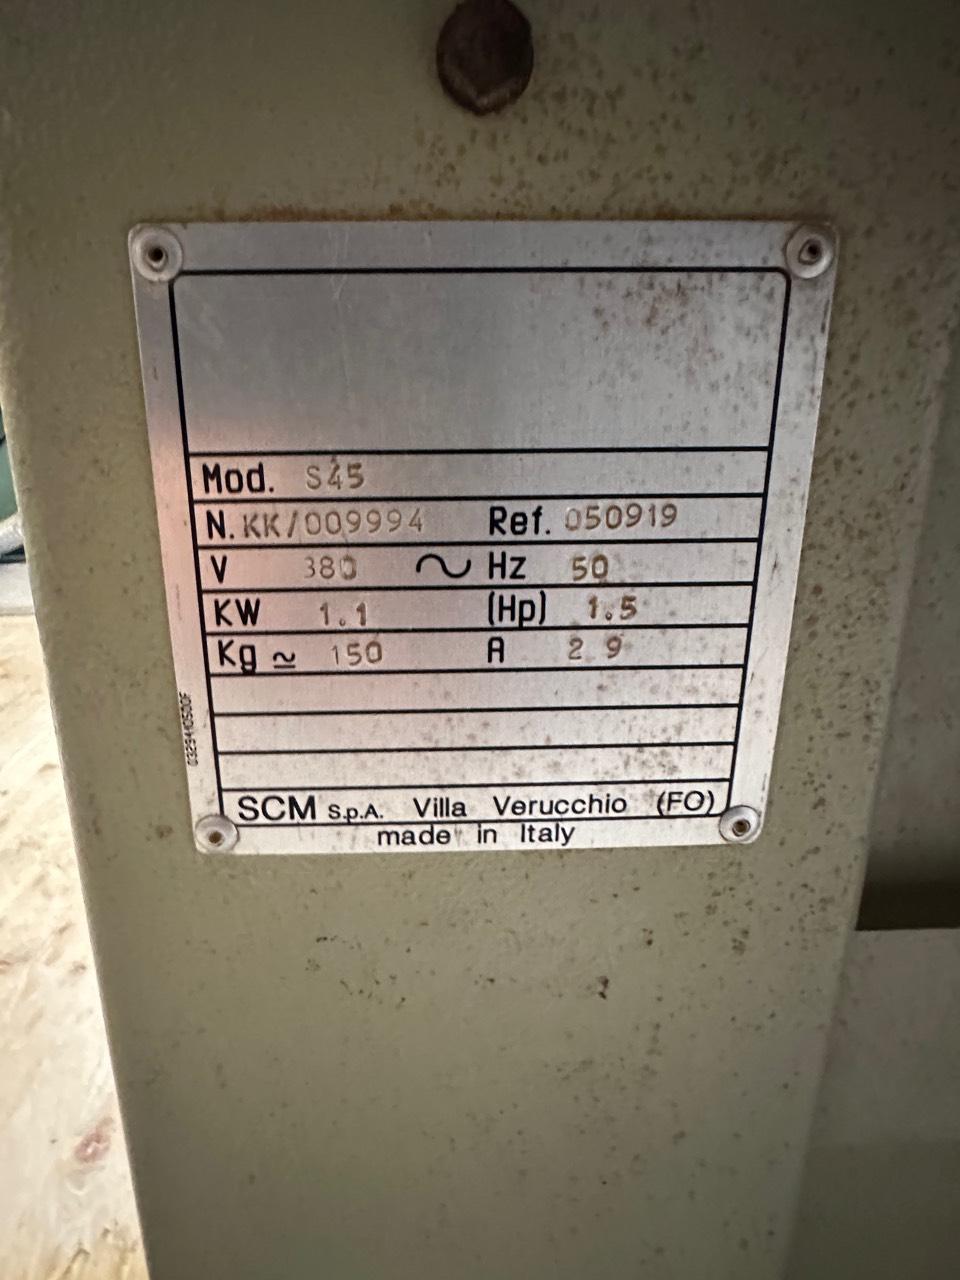 Mod. S45
N. KK/009994 Ref. 050919
V 380 ~ Hz 50
KW 1.1 (Hp) 1.5
Kg ≃ 150 A 2 9
SCM S.p.A. Villa Verucchio (FO)
made in Italy